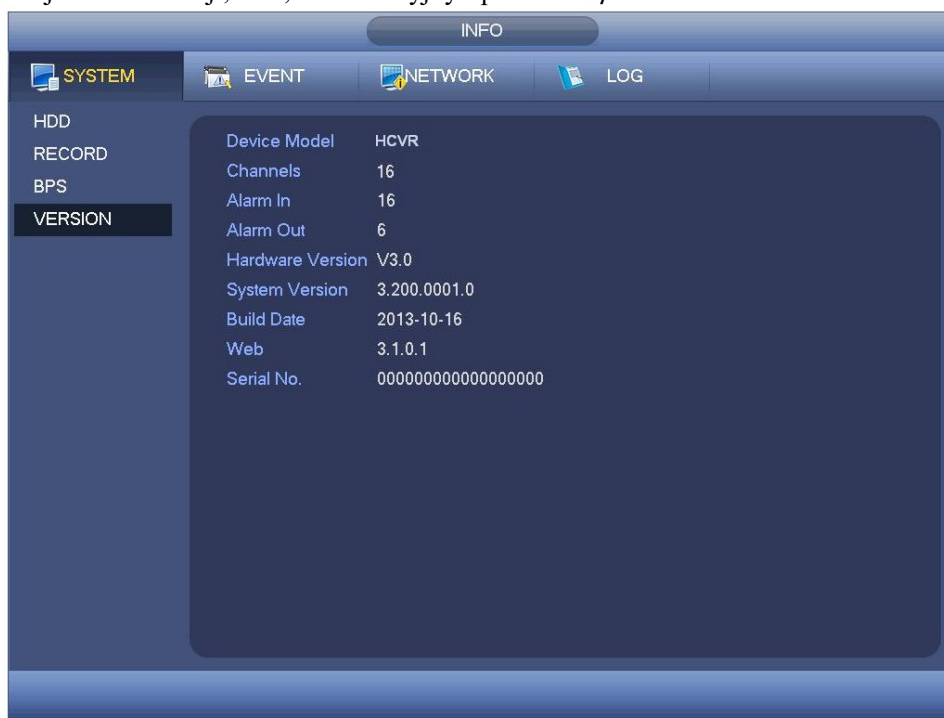 INFO
SYSTEM EVENT NETWORK LOG
HDD
RECORD
BPS
VERSION
Device Model HCVR
Channels 16
Alarm In 16
Alarm Out 6
Hardware Version V3.0
System Version 3.200.0001.0
Build Date 2013-10-16
Web 3.1.0.1
Serial No. 000000000000000000